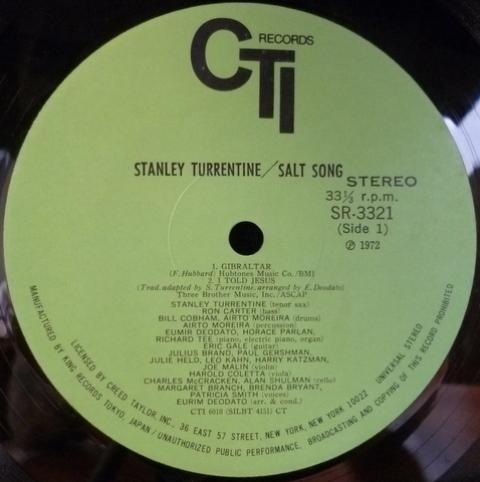 CTI RECORDS
STANLEY TURRENTINE/SALT SONG
STEREO
33⅓ r.p.m.
SR-3321
(Side 1)
Ⓟ 1972
1. GIBRALTAR
(F. Hubbard) Hubtones Music Co./BMI
2. I TOLD JESUS
(Trad. adapted by S. Turrentine. arranged by E. Deodato)
Three Brother Music, Inc./ASCAP
STANLEY TURRENTINE (tenor sax)
RON CARTER (bass)
BILL COBHAM, AIRTO MOREIRA (drums)
AIRTO MOREIRA (percussion)
EUMIR DEODATO, HORACE PARLAN,
RICHARD TEE (piano, electric piano, organ)
ERIC GALE (guitar)
JULIUS BRAND, PAUL GERSHMAN,
JULIE HELD, LEO KAHN, HARRY KATZMAN,
JOE MALIN (violin)
HAROLD COLETTA (viola)
CHARLES McCRACKEN, ALAN SHULMAN (cello)
MARGARET BRANCH, BRENDA BRYANT,
PATRICIA SMITH (voices)
EURIM DEODATO (arr. & cond.)
CTI 6010 (SILBT 4151) CT
LICENSED BY CREED TAYLOR, INC., 36 EAST 57 STREET, NEW YORK, NEW YORK 10022
MANUFACTURED BY KING RECORDS TOKYO, JAPAN/UNAUTHORIZED PUBLIC PERFORMANCE, BROADCASTING AND COPYING OF THIS RECORD PROHIBITED
UNIVERSAL STEREO